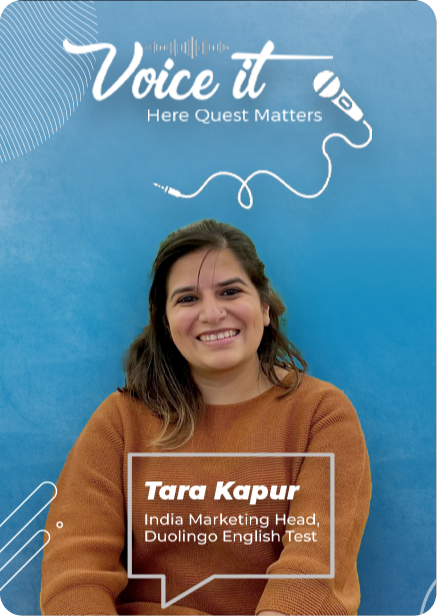 Voice it
Here Quest Matters
Tara Kapur
India Marketing Head,
Duolingo English Test